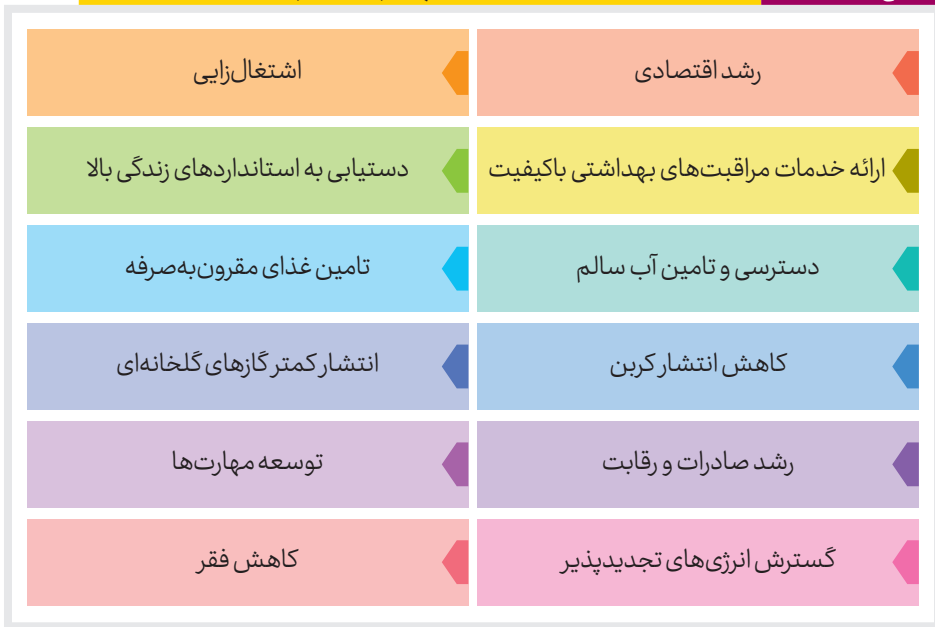 رشد اقتصادی
اشتغال‌زایی
ارائه خدمات مراقبت‌های بهداشتی باکیفیت
دستیابی به استانداردهای زندگی بالا
دسترسی و تامین آب سالم
تامین غذای مقرون‌به‌صرفه
کاهش انتشار کربن
انتشار کمتر گازهای گلخانه‌ای
رشد صادرات و رقابت
توسعه مهارت‌ها
گسترش انرژی‌های تجدیدپذیر
کاهش فقر